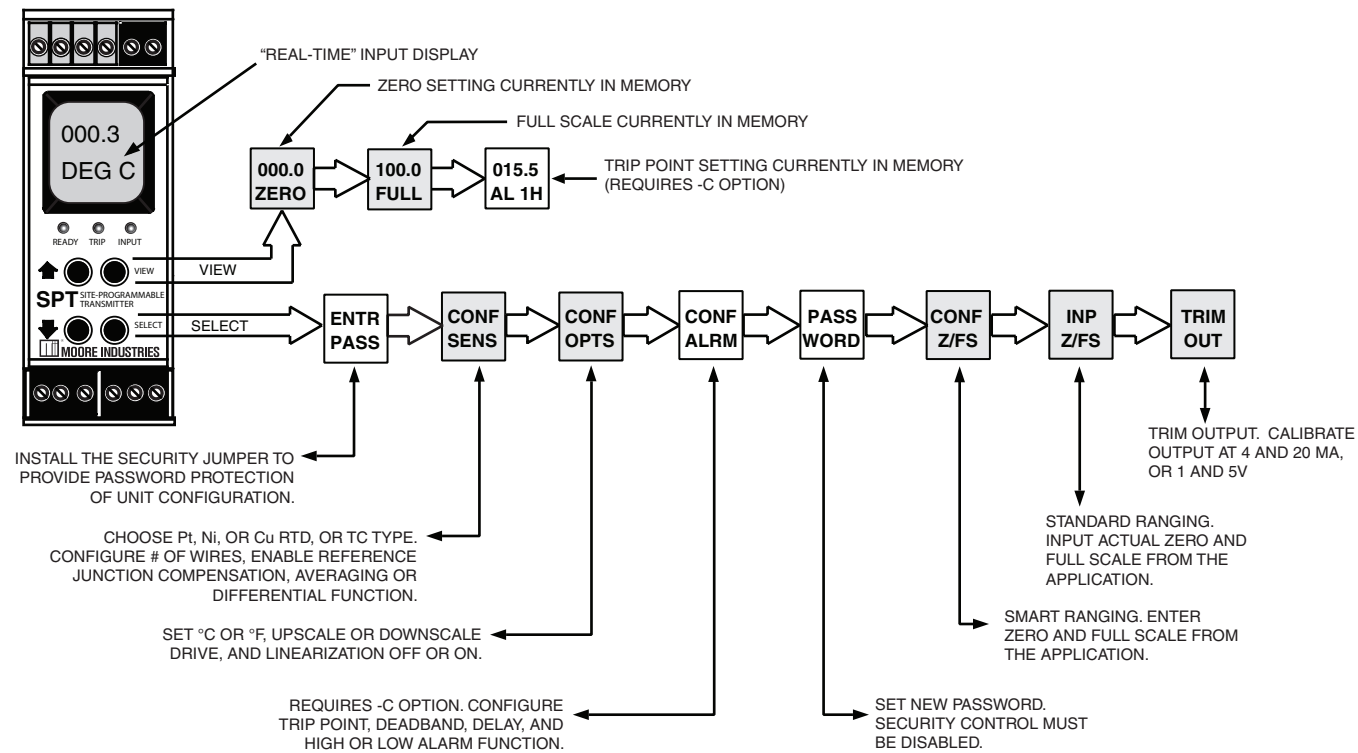 "REAL-TIME" INPUT DISPLAY
ZERO SETTING CURRENTLY IN MEMORY
FULL SCALE CURRENTLY IN MEMORY
000.3
DEG C
000.0
ZERO
100.0
FULL
015.5
AL 1H
TRIP POINT SETTING CURRENTLY IN MEMORY
(REQUIRES -C OPTION)
READY TRIP INPUT
VIEW
VIEW
SPT SITE-PROGRAMMABLE
TRANSMITTER
SELECT
SELECT
MOORE INDUSTRIES
ENTR
PASS
CONF
SENS
CONF
OPTS
CONF
ALRM
PASS
WORD
CONF
Z/FS
INP
Z/FS
TRIM
OUT
INSTALL THE SECURITY JUMPER TO
PROVIDE PASSWORD PROTECTION
OF UNIT CONFIGURATION.
CHOOSE Pt, Ni, OR Cu RTD, OR TC TYPE.
CONFIGURE # OF WIRES, ENABLE REFERENCE
JUNCTION COMPENSATION, AVERAGING OR
DIFFERENTIAL FUNCTION.
SET °C OR °F, UPSCALE OR DOWNSCALE
DRIVE, AND LINEARIZATION OFF OR ON.
REQUIRES -C OPTION. CONFIGURE
TRIP POINT, DEADBAND, DELAY, AND
HIGH OR LOW ALARM FUNCTION.
SET NEW PASSWORD.
SECURITY CONTROL MUST
BE DISABLED.
SMART RANGING. ENTER
ZERO AND FULL SCALE FROM
THE APPLICATION.
STANDARD RANGING.
INPUT ACTUAL ZERO AND
FULL SCALE FROM THE
APPLICATION.
TRIM OUTPUT. CALIBRATE
OUTPUT AT 4 AND 20 MA,
OR 1 AND 5V